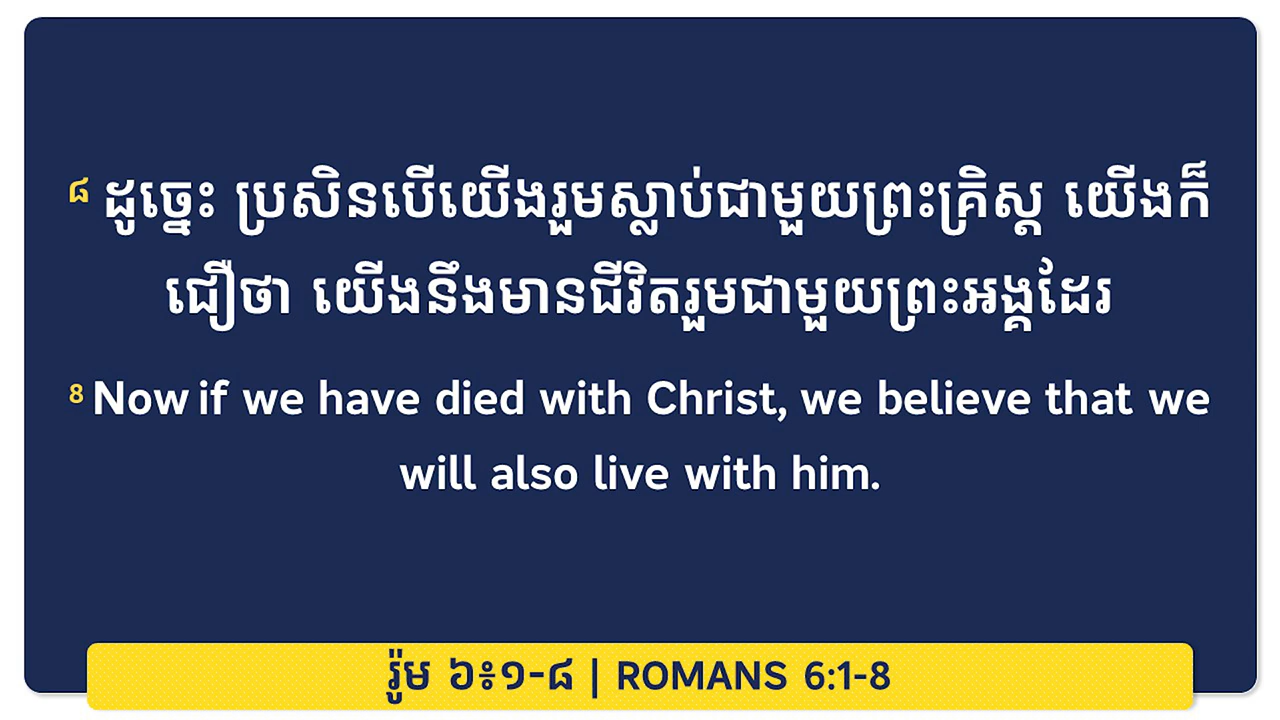 ៨ ដូច្នេះ ប្រសិនបើយើងរួមស្លាប់ជាមួយព្រះគ្រិស្ត យើងក៏
ជឿថា យើងនឹងមានជីវិតរួមជាមួយព្រះអង្គដែរ
8 Now if we have died with Christ, we believe that we
will also live with him.
រ៉ូម ៦៖១-៨ | ROMANS 6:1-8